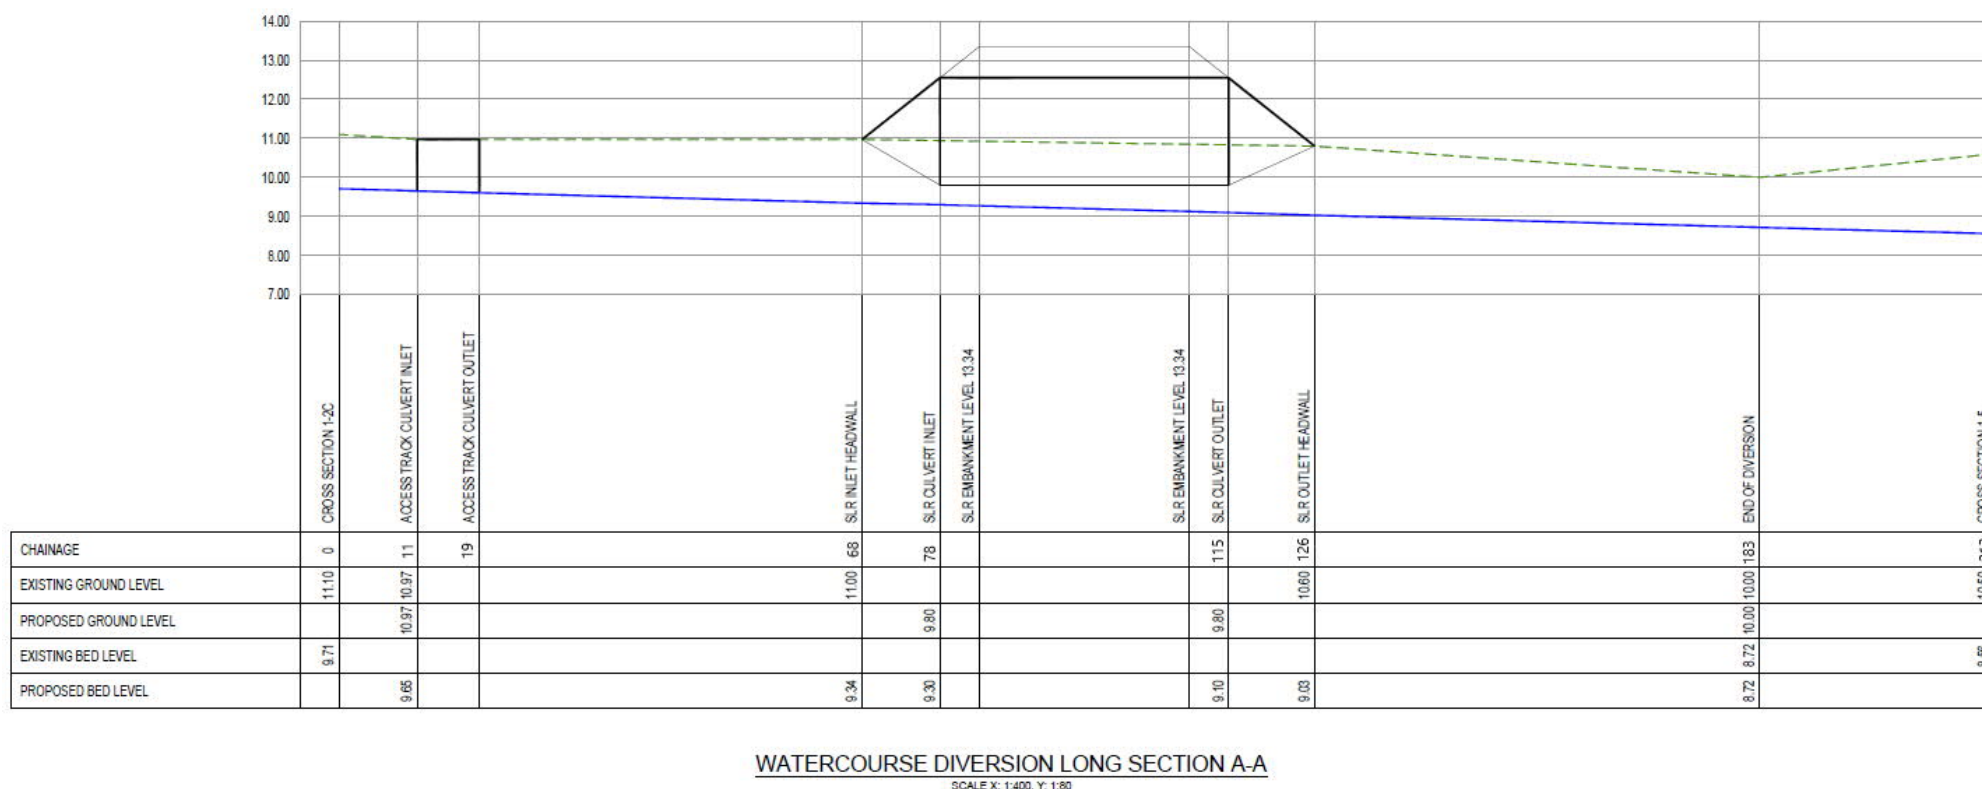 14.00
13.00
12.00
11.00
10.00
9.00
8.00
7.00
CROSS SECTION 1-2C
ACCESS TRACK CULVERT INLET
ACCESS TRACK CULVERT OUTLET
SLR INLET HEADWALL
SLR CULVERT INLET
SLR EMBANKMENT LEVEL 13.34
SLR EMBANKMENT LEVEL 13.34
SLR CULVERT OUTLET
SLR OUTLET HEADWALL
END OF DIVERSION
CROSS SECTION
CHAINAGE 0 11 19 68 78 115 126 183
EXISTING GROUND LEVEL 11.10 10.97 11.00 10.60 10.00
PROPOSED GROUND LEVEL 10.97 9.80 9.80 10.00
EXISTING BED LEVEL 9.71 8.72
PROPOSED BED LEVEL 9.65 9.34 9.30 9.10 9.03 8.72
WATERCOURSE DIVERSION LONG SECTION A-A
SCALE X: 1:400, Y: 1:80